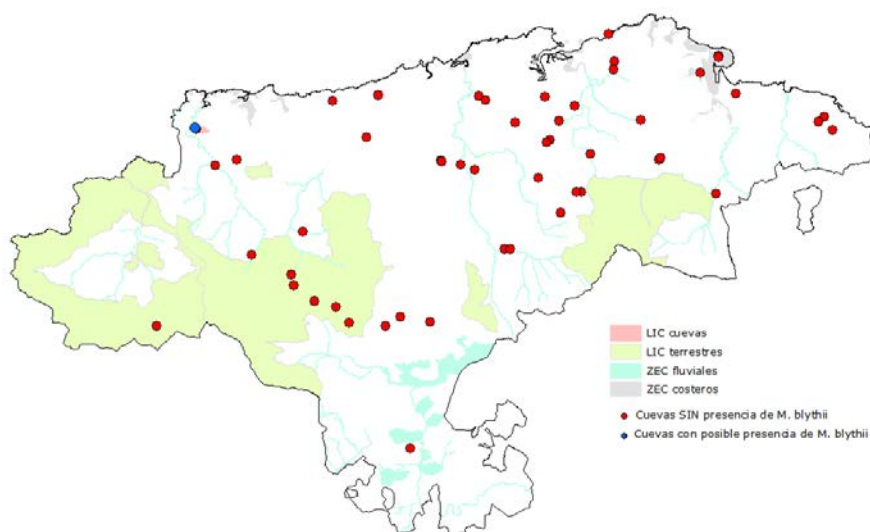 LIC cuevas
LIC terrestres
ZEC fluviales
ZEC costeros
Cuevas SIN presencia de M. blythii
Cuevas con posible presencia de M. blythii